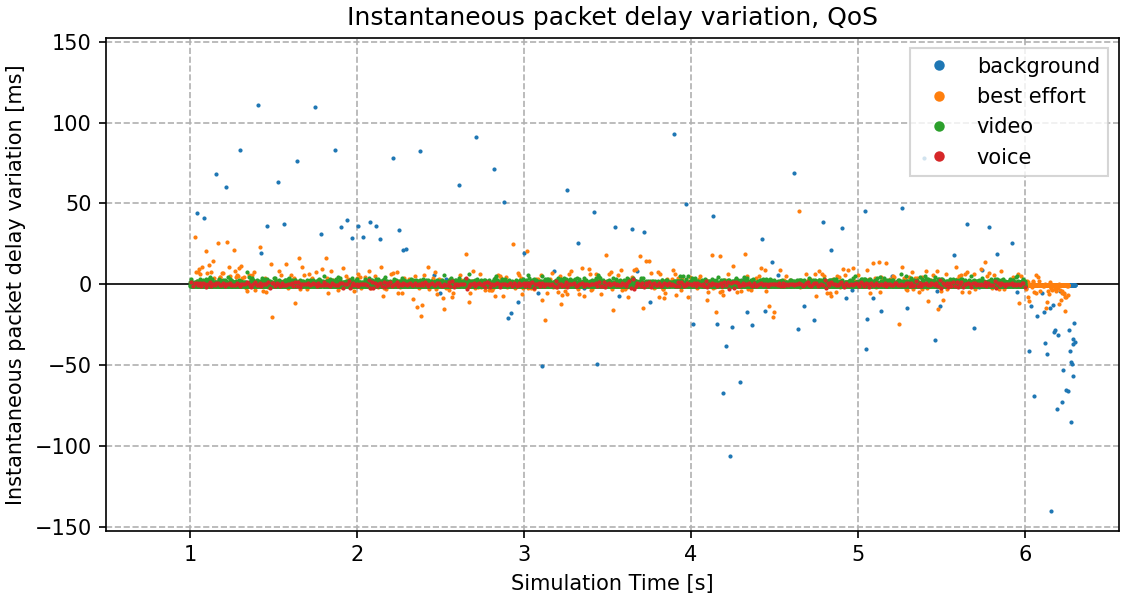 Instantaneous packet delay variation, QoS
Instantaneous packet delay variation [ms]
150
100
50
0
−50
−100
−150
background
best effort
video
voice
1
2
3
4
5
6
Simulation Time [s]